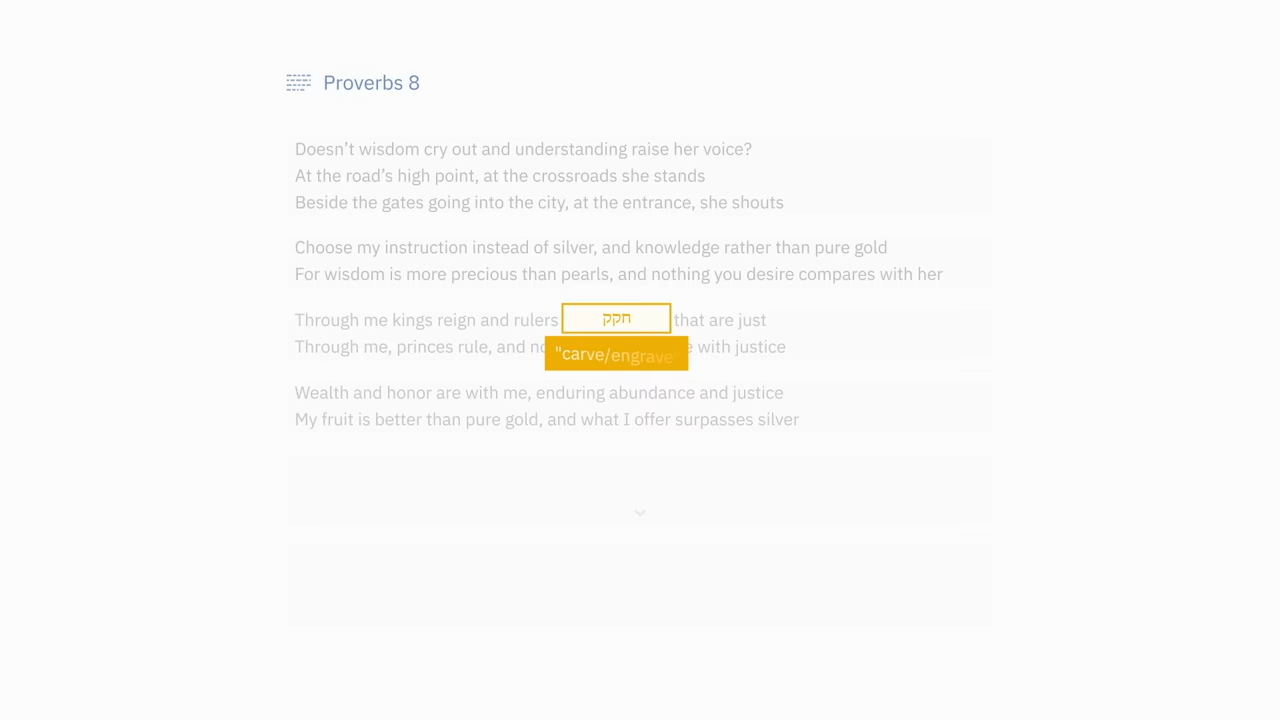 Proverbs 8
Doesn’t wisdom cry out and understanding raise her voice?
At the road’s high point, at the crossroads she stands
Beside the gates going into the city, at the entrance, she shouts
Choose my instruction instead of silver, and knowledge rather than pure gold
For wisdom is more precious than pearls, and nothing you desire compares with her
Through me kings reign and rulers חקק that are just
"carve/engrave"
Through me, princes rule, and with justice
Wealth and honor are with me, enduring abundance and justice
My fruit is better than pure gold, and what I offer surpasses silver